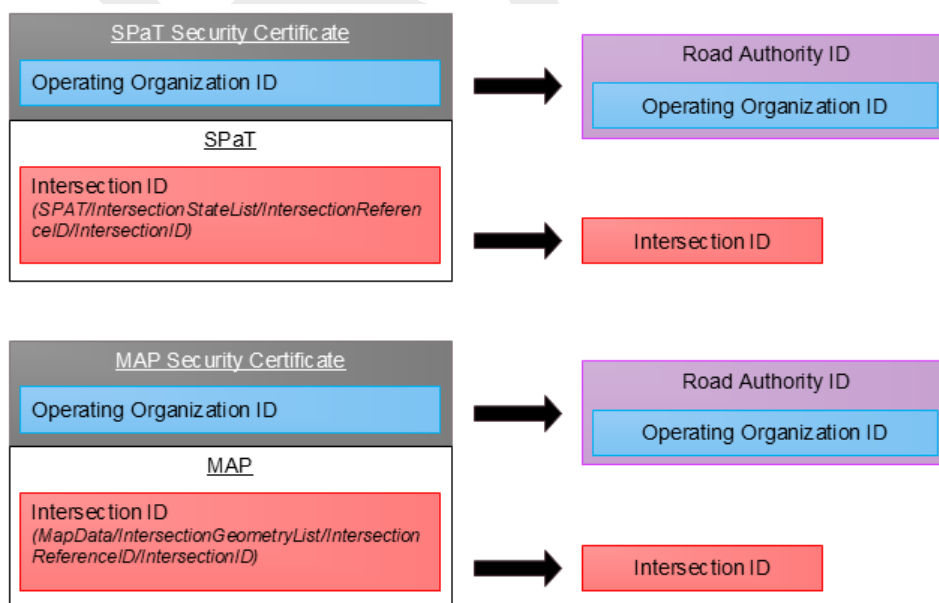 SPaT Security Certificate
Operating Organization ID
SPaT
Intersection ID
(SPAT/IntersectionStateList/IntersectionReferen
ceID/IntersectionID)
Road Authority ID
Operating Organization ID
Intersection ID
MAP Security Certificate
Operating Organization ID
MAP
Intersection ID
(MapData/IntersectionGeometryList/Intersection
ReferenceID/IntersectionID)
Road Authority ID
Operating Organization ID
Intersection ID